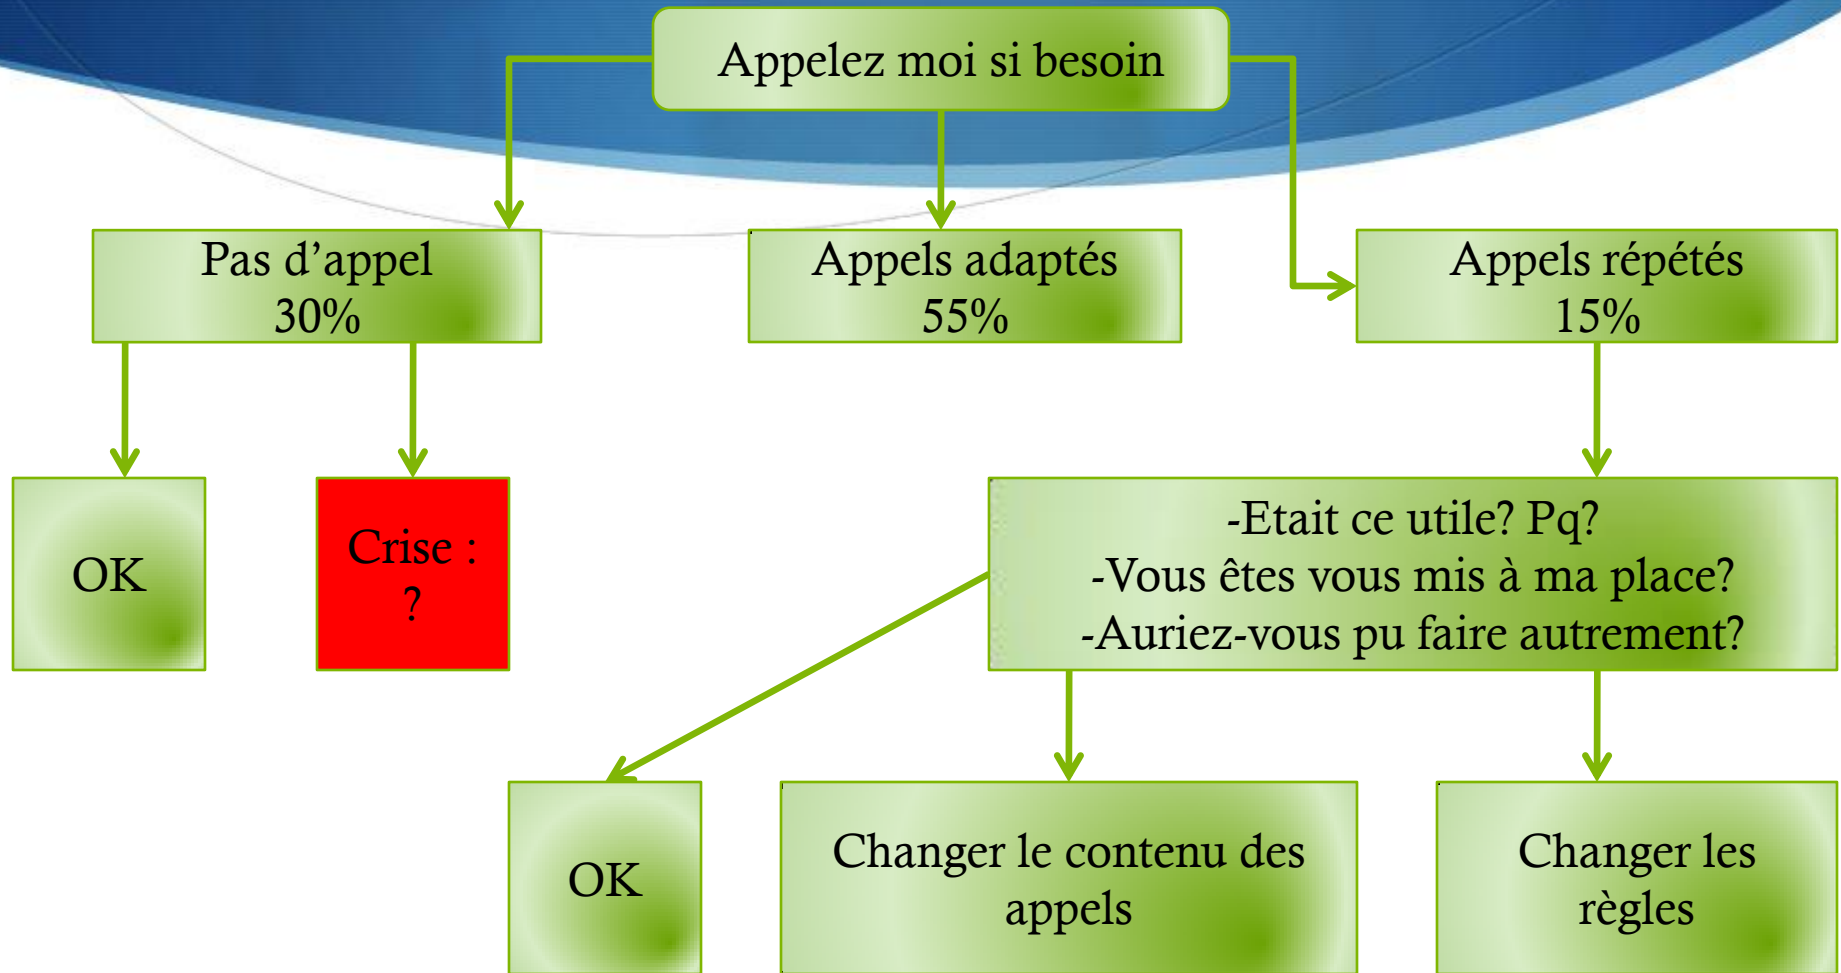 Appelez moi si besoin
Pas d’appel
30%
Appels adaptés
55%
Appels répétés
15%
OK
Crise :
?
-Etait ce utile? Pq?
-Vous êtes vous mis à ma place?
-Auriez-vous pu faire autrement?
OK
Changer le contenu des
appels
Changer les
règles